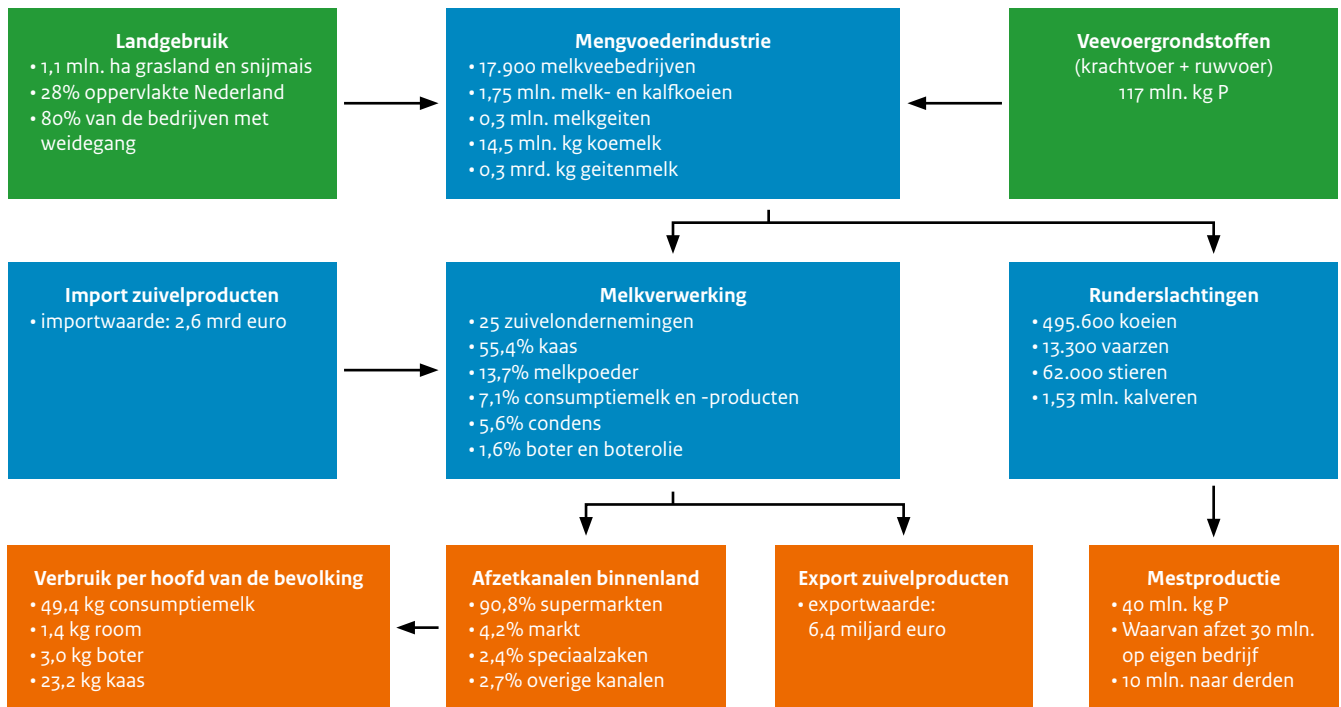 Landgebruik
• 1,1 mln. ha grasland en snijmais
• 28% oppervlakte Nederland
• 80% van de bedrijven met
weidegang
Mengvoederindustrie
• 17.900 melkveebedrijven
• 1,75 mln. melk- en kalfkoeien
• 0,3 mln. melkgeiten
• 14,5 mln. kg koemelk
• 0,3 mrd. kg geitenmelk
Veevoergrondstoffen
(krachtvoer + ruwvoer)
117 mln. kg P
Import zuivelproducten
• importwaarde: 2,6 mrd euro
Melkverwerking
• 25 zuivelondernemingen
• 55,4% kaas
• 13,7% melkpoeder
• 7,1% consumptiemelk en -producten
• 5,6% condens
• 1,6% boter en boterolie
Runderslachtingen
• 495.600 koeien
• 13.300 vaarzen
• 62.000 stieren
• 1,53 mln. kalveren
Verbruik per hoofd van de bevolking
• 49,4 kg consumptiemelk
• 1,4 kg room
• 3,0 kg boter
• 23,2 kg kaas
Afzetkanalen binnenland
• 90,8% supermarkten
• 4,2% markt
• 2,4% speciaalzaken
• 2,7% overige kanalen
Export zuivelproducten
• exportwaarde:
6,4 miljard euro
Mestproductie
• 40 mln. kg P
• Waarvan afzet 30 mln.
op eigen bedrijf
• 10 mln. naar derden